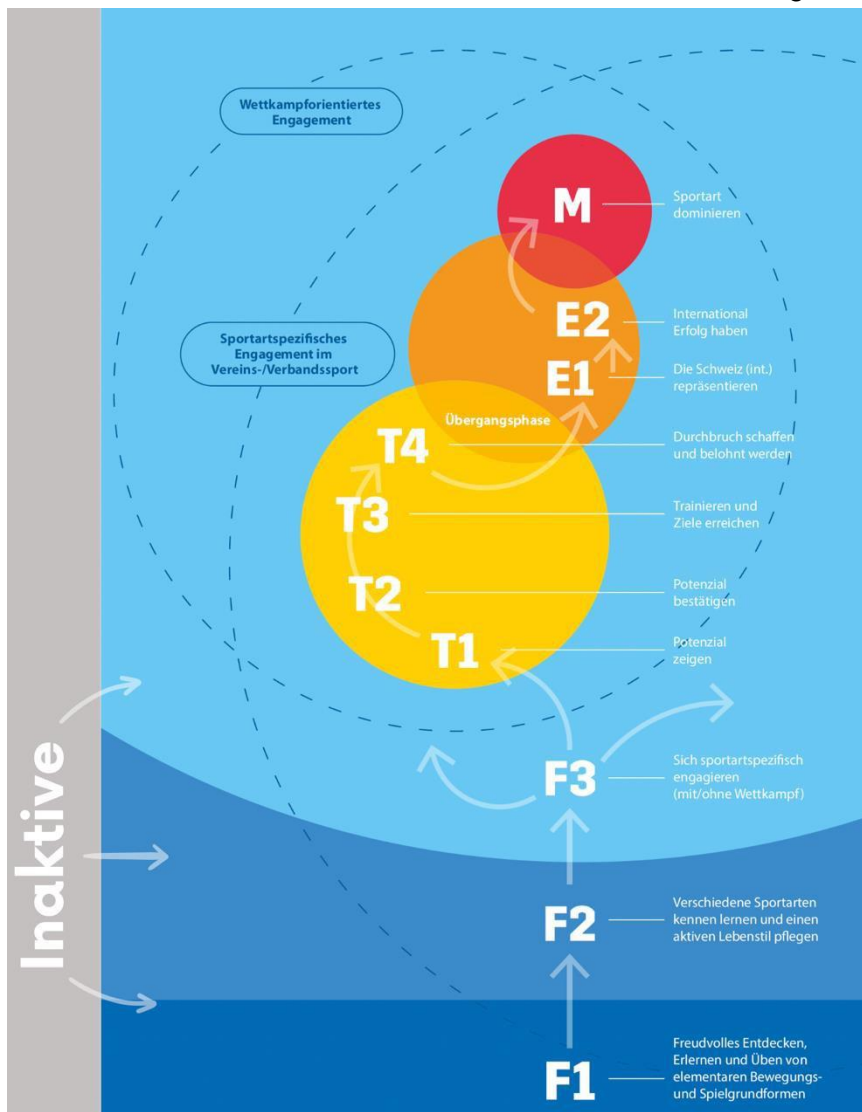 Wettkampforientiertes
Engagement
M
Sportart
dominieren
E2
International
Erfolg haben
Sportartspezifisches
Engagement im
Vereins-/Verbandssport
E1
Die Schweiz (int.)
repräsentieren
Übergangsphase
T4
Durchbruch schaffen
und belohnt werden
T3
Trainieren und
Ziele erreichen
T2
Potenzial
bestätigen
T1
Potenzial
zeigen
Inaktive
F3
Sich sportartspezifisch
engagieren
(mit/ohne Wettkampf)
F2
Verschiedene Sportarten
kennen lernen und einen
aktiven Lebenstil pflegen
F1
Freudvolles Entdecken,
Erlernen und Üben von
elementaren Bewegungs-
und Spielgrundformen